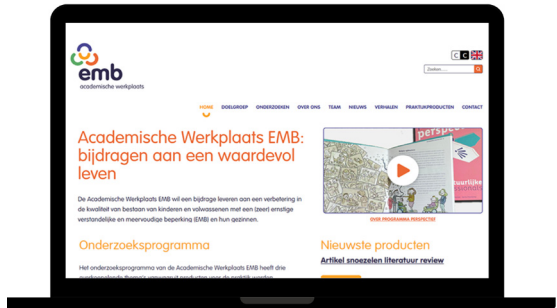 emb
academische werkplaats
C C
Zoeken...
HOME DOELGROEP ONDERZOEKEN OVER ONS TEAM NIEUWS VERHALEN PRAKTIJKPRODUCTEN CONTACT
Academische Werkplaats EMB:
bijdragen aan een waardevol
leven
De Academische Werkplaats EMB wil een bijdrage leveren aan een verbetering in
de kwaliteit van bestaan van kinderen en volwassenen met een (zeer) ernstige
verstandelijke en meervoudige beperking (EMB) en hun gezinnen.
perspe
OVER PROGRAMMA PERSPECTIEF
Onderzoeksprogramma
Het onderzoeksprogramma van de Academische Werkplaats EMB heeft drie
Nieuwste producten
Artikel snoezelen literatuur review